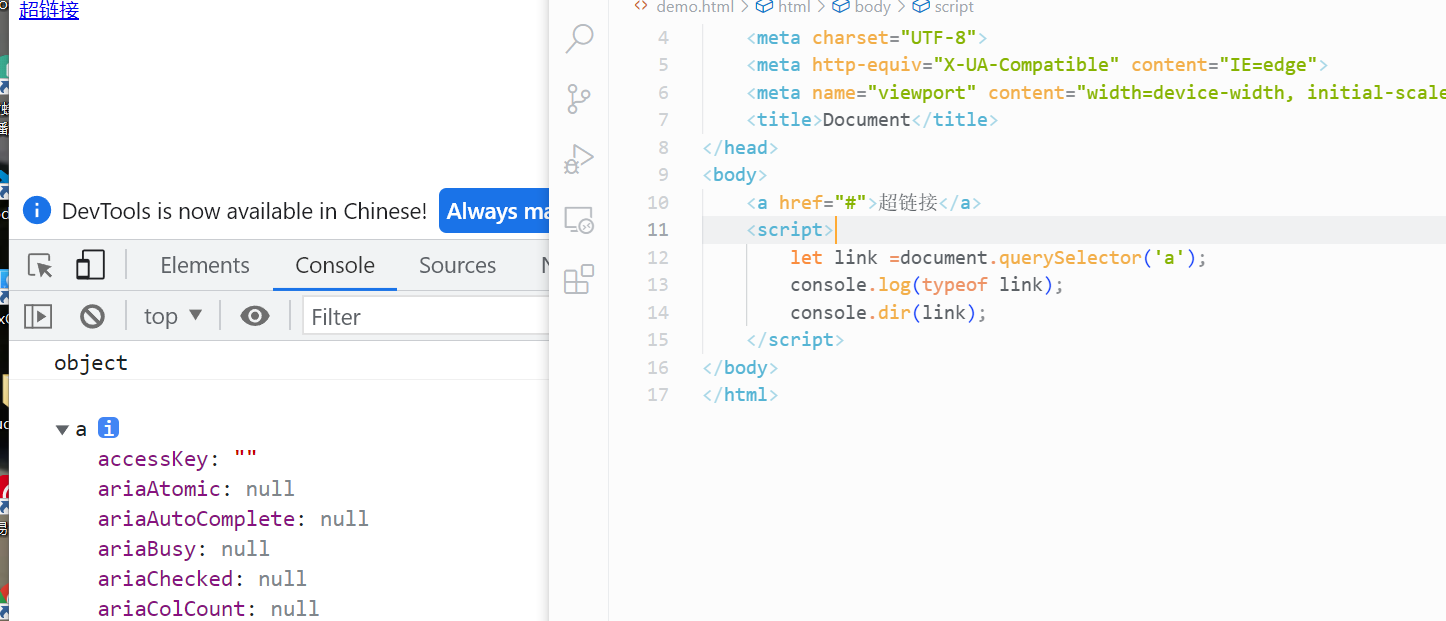 超链接
DevTools is now available in Chinese!
Always ma
Elements
Console
Sources
top
Filter
object
a
accessKey: ""
ariaAtomic: null
ariaAutoComplete: null
ariaBusy: null
ariaChecked: null
ariaColCount: null
demo.html > html > body > script
4 <meta charset="UTF-8">
5 <meta http-equiv="X-UA-Compatible" content="IE=edge">
6 <meta name="viewport" content="width=device-width, initial-scale
7 <title>Document</title>
8 </head>
9 <body>
10 <a href="#">超链接</a>
11 <script>
12 let link =document.querySelector('a');
13 console.log(typeof link);
14 console.dir(link);
15 </script>
16 </body>
17 </html>